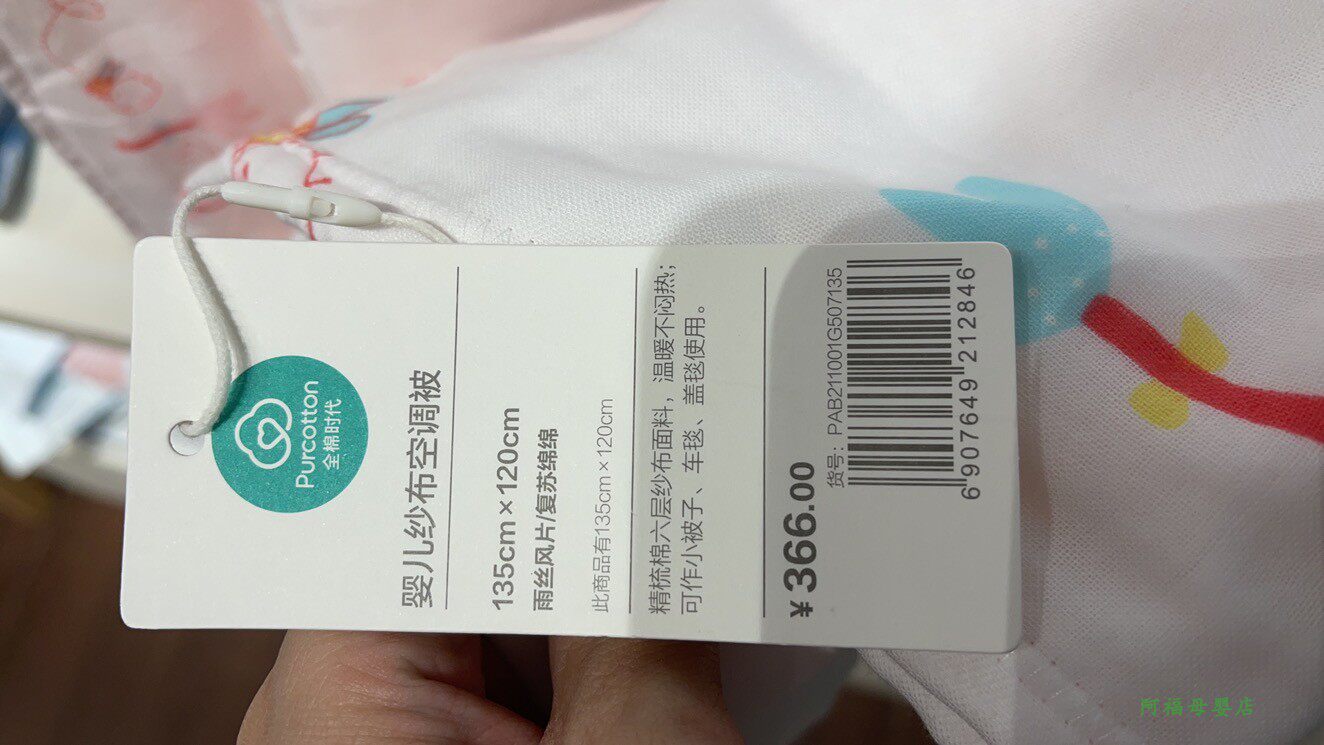 Purcotton
全棉时代
婴儿纱布空调被
135cm×120cm
雨丝风片/复苏绵绵
此商品有135cm×120cm
精梳棉六层纱布面料，温暖不闷热；
可作小被子、车毯、盖毯使用。
¥366.00
货号：PAB211001G507135
6907649212846
阿福母婴店